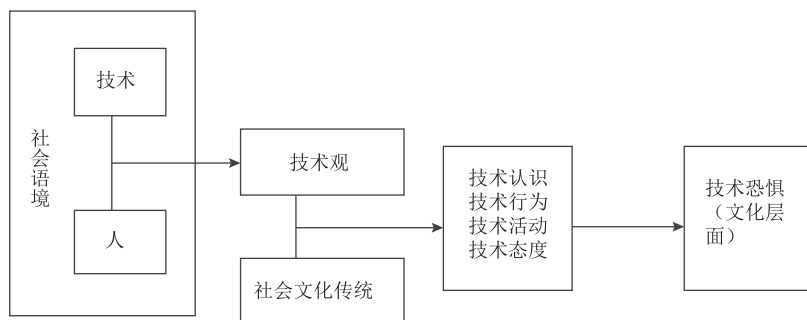 社会语境
技术
人
技术观
社会文化传统
技术认识
技术行为
技术活动
技术态度
技术恐惧
（文化层
面）